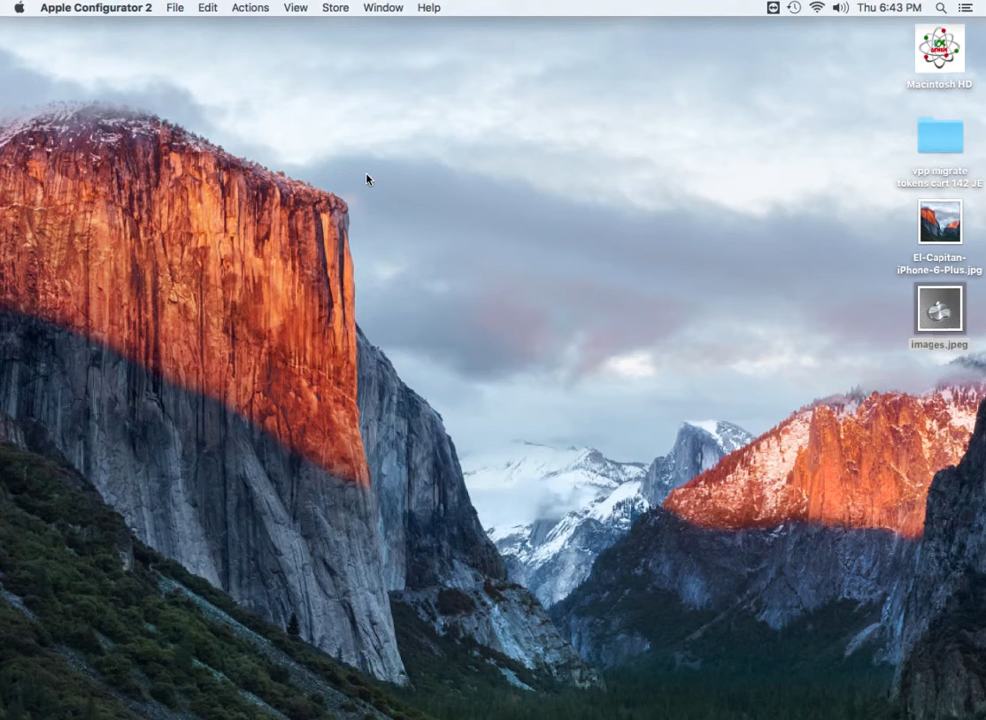 Apple Configurator 2 File Edit Actions View Store Window Help Thu 6:43 PM
Macintosh HD
vpp migrate
tokens cart 142 JE
El-Capitan-
iPhone-6-Plus.jpg
images.jpeg